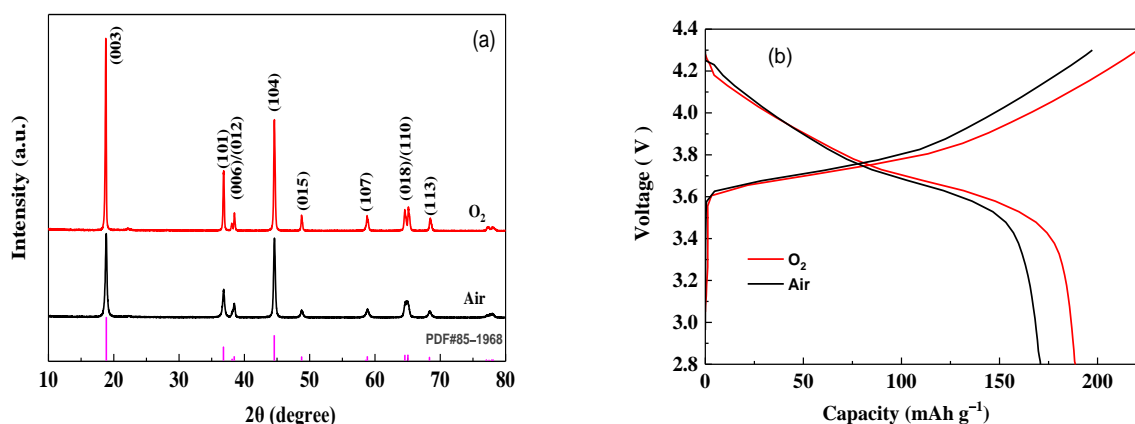 (a)
(003)
(101)
(006)/(012)
(104)
(015)
(107)
(018)/(110)
(113)
O₂
Air
PDF#85–1968
Intensity (a.u.)
10 20 30 40 50 60 70 80
2θ (degree)
(b)
4.4
4.2
4.0
3.8
3.6
3.4
3.2
3.0
2.8
Voltage ( V )
O₂
Air
0 50 100 150 200
Capacity (mAh g⁻¹)